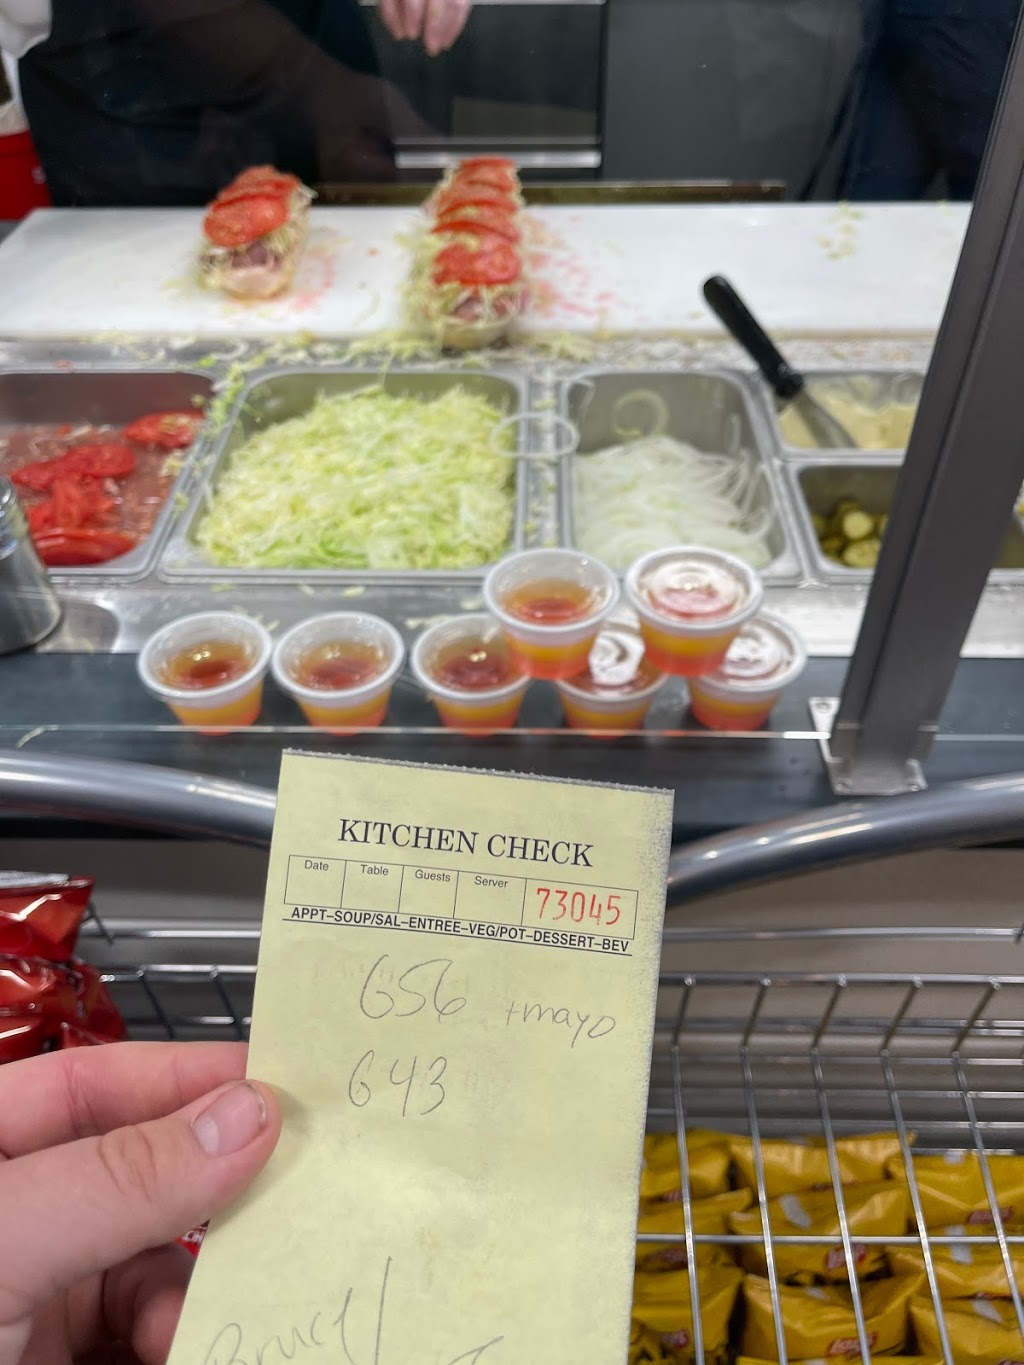 KITCHEN CHECK
Date Table Guests Server 73045
APPT–SOUP/SAL–ENTREE–VEG/POT–DESSERT–BEV
656 +mayo
643